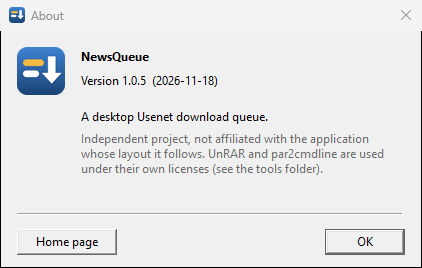 About
NewsQueue
Version 1.0.5 (2026-11-18)
A desktop Usenet download queue.
Independent project, not affiliated with the application
whose layout it follows. UnRAR and par2cmdline are used
under their own licenses (see the tools folder).
Home page
OK